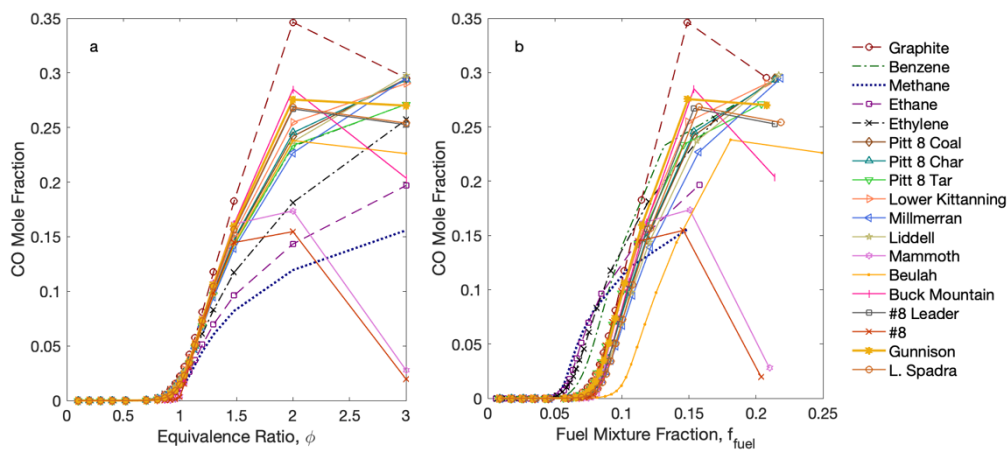 a
0.35
0.3
0.25
0.2
0.15
0.1
0.05
0
0 0.5 1 1.5 2 2.5 3
CO Mole Fraction
Equivalence Ratio, ϕ
b
0.35
0.3
0.25
0.2
0.15
0.1
0.05
0
0 0.05 0.1 0.15 0.2 0.25
CO Mole Fraction
Fuel Mixture Fraction, f_fuel
Graphite
Benzene
Methane
Ethane
Ethylene
Pitt 8 Coal
Pitt 8 Char
Pitt 8 Tar
Lower Kittanning
Millmerran
Liddell
Mammoth
Beulah
Buck Mountain
#8 Leader
#8
Gunnison
L. Spadra